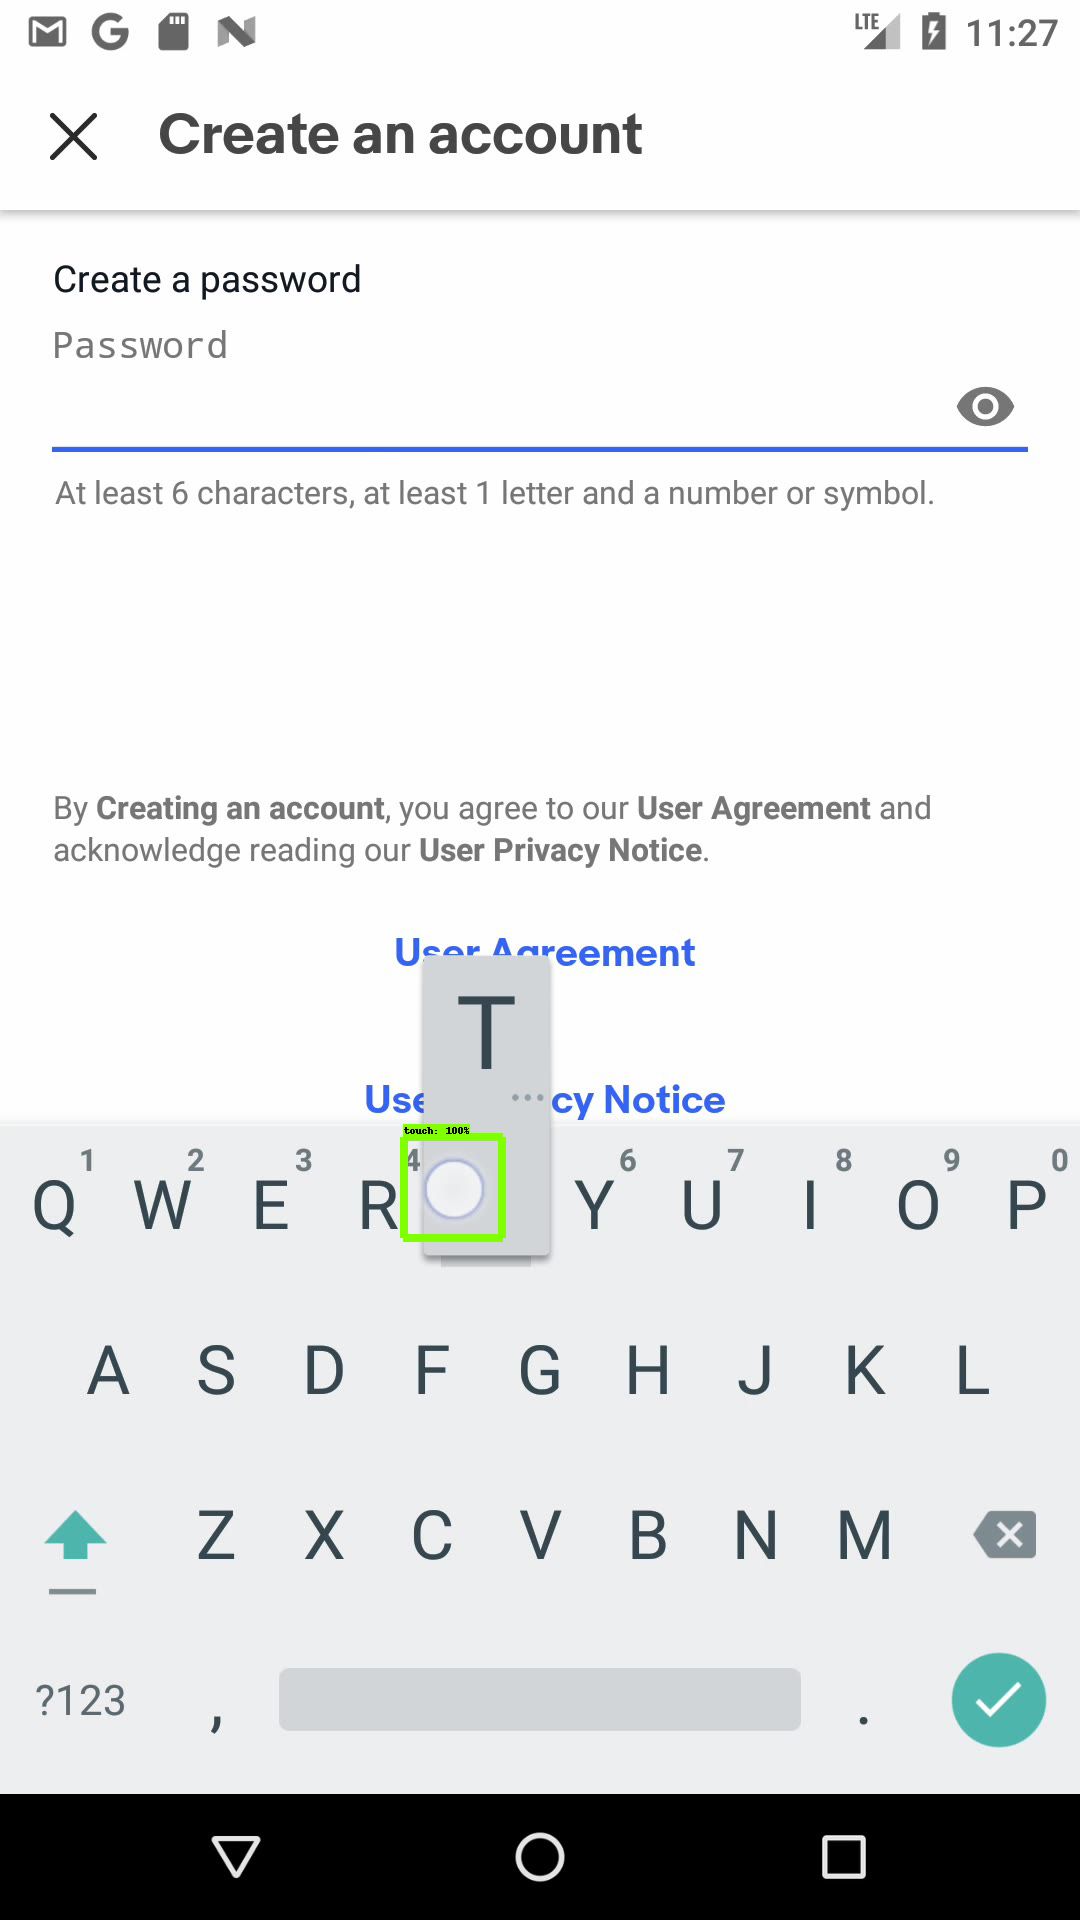 LTE 11:27
Create an account
Create a password
Password
At least 6 characters, at least 1 letter and a number or symbol.
By Creating an account, you agree to our User Agreement and
acknowledge reading our User Privacy Notice.
User Agreement
T
Use cy Notice
touch: 100%
1 2 3 4 6 7 8 9 0
Q W E R Y U I O P
A S D F G H J K L
Z X C V B N M
?123 , .